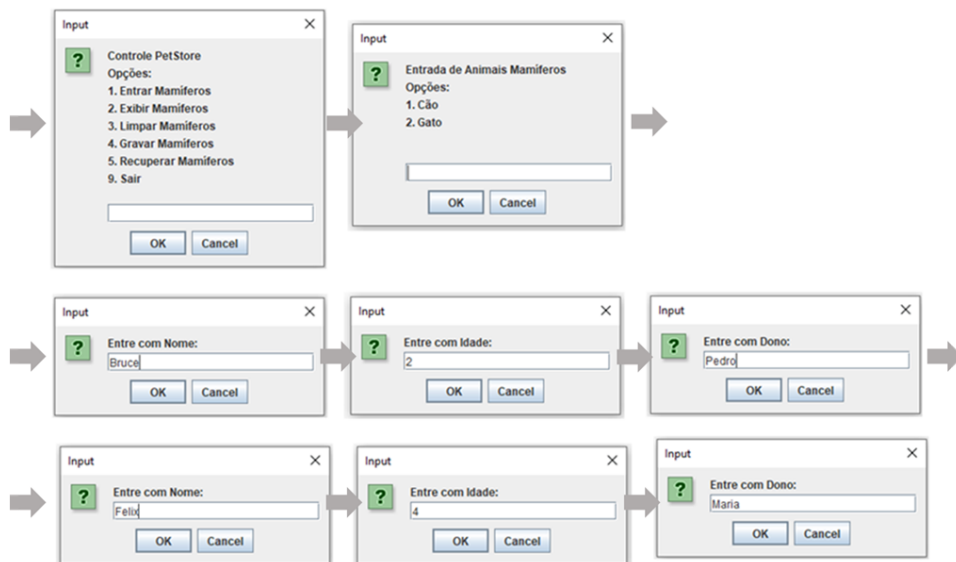 Input
Controle PetStore
Opções:
1. Entrar Mamíferos
2. Exibir Mamíferos
3. Limpar Mamíferos
4. Gravar Mamíferos
5. Recuperar Mamíferos
9. Sair
OK Cancel
Input
Entrada de Animais Mamíferos
Opções:
1. Cão
2. Gato
OK Cancel
Input
Entre com Nome:
Bruce
OK Cancel
Input
Entre com Idade:
2
OK Cancel
Input
Entre com Dono:
Pedro
OK Cancel
Input
Entre com Nome:
Felix
OK Cancel
Input
Entre com Idade:
4
OK Cancel
Input
Entre com Dono:
Maria
OK Cancel